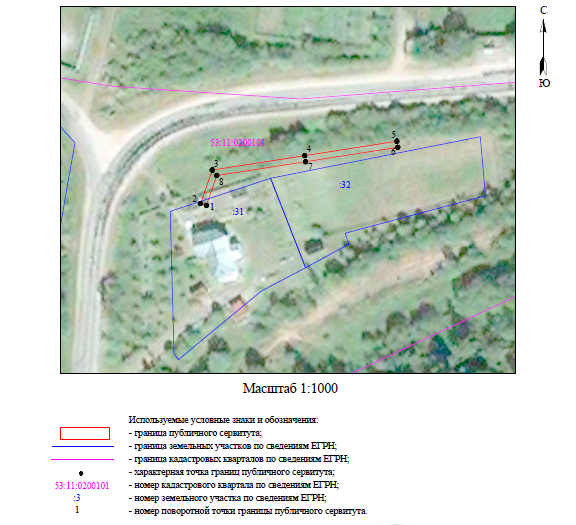 С
Ю
53:11:0200101
5
4
6
7
3
8
2
1
:32
:31
Масштаб 1:1000
Используемые условные знаки и обозначения:
- граница публичного сервитута;
- граница земельных участков по сведениям ЕГРН;
- граница кадастровых кварталов по сведениям ЕГРН;
- характерная точка границ публичного сервитута;
53:11:0200101 - номер кадастрового квартала по сведениям ЕГРН;
:3 - номер земельного участка по сведениям ЕГРН;
1 - номер поворотной точки границы публичного сервитута.